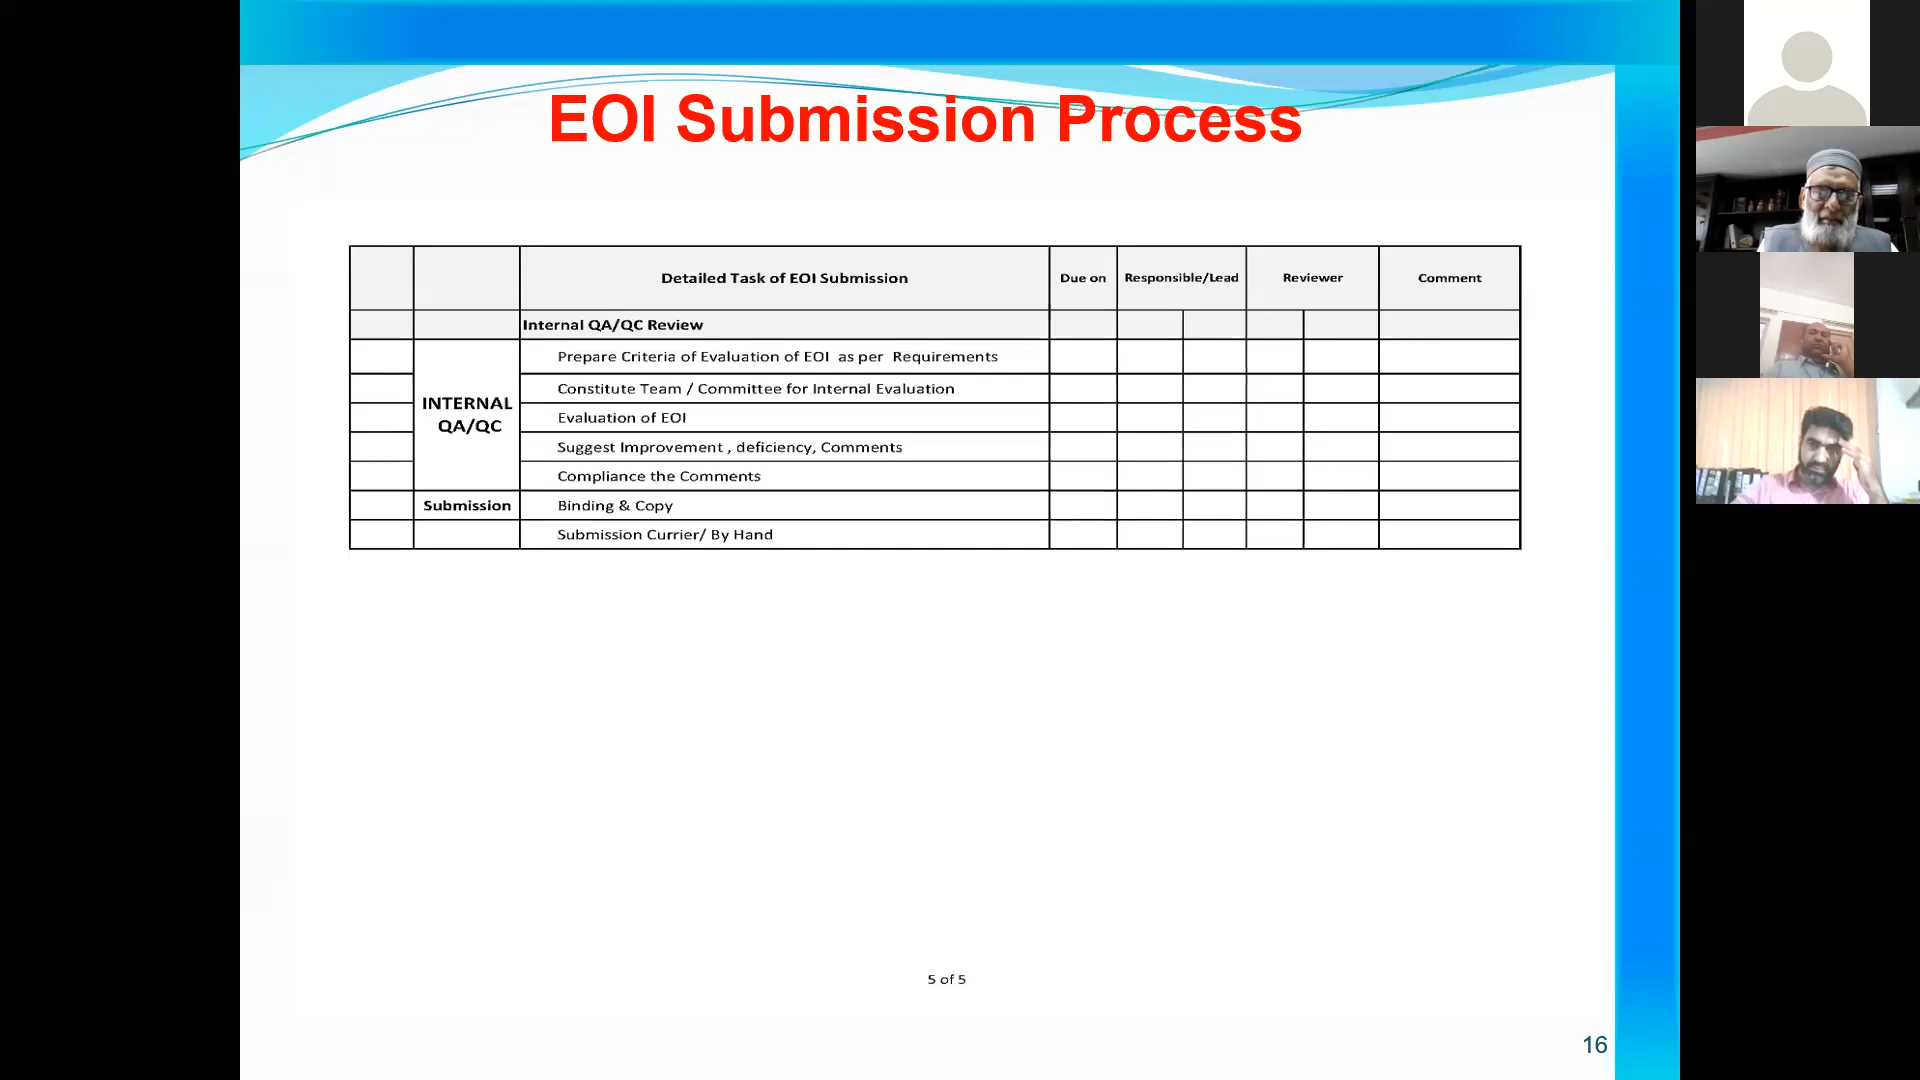 EOI Submission Process
Detailed Task of EOI Submission Due on Responsible/Lead Reviewer Comment
Internal QA/QC Review
Prepare Criteria of Evaluation of EOI as per Requirements
Constitute Team / Committee for Internal Evaluation
INTERNAL
QA/QC
Evaluation of EOI
Suggest Improvement , deficiency, Comments
Compliance the Comments
Submission Binding & Copy
Submission Currier/ By Hand
5 of 5
16